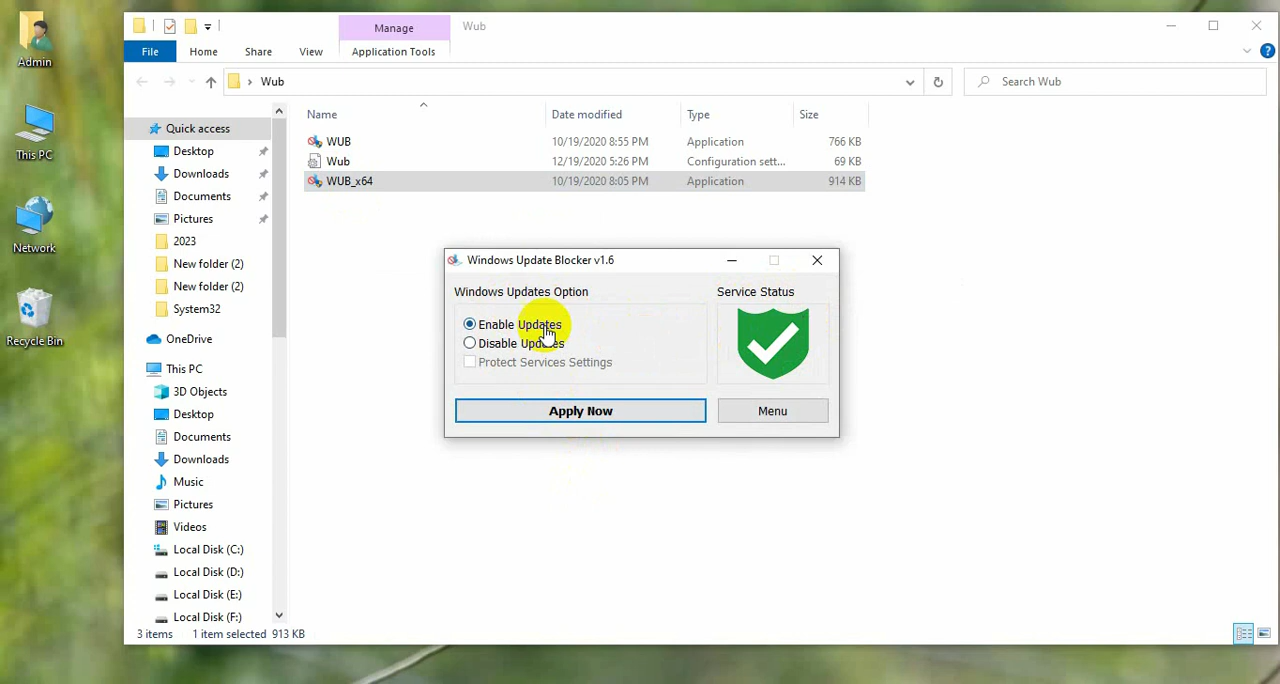 Admin
This PC
Network
Recycle Bin
Manage
Wub
File
Home
Share
View
Application Tools
Wub
Search Wub
Name
Date modified
Type
Size
WUB
10/19/2020 8:55 PM
Application
766 KB
Wub
12/19/2020 5:26 PM
Configuration sett...
69 KB
WUB_x64
10/19/2020 8:05 PM
Application
914 KB
Quick access
Desktop
Downloads
Documents
Pictures
2023
New folder (2)
New folder (2)
System32
OneDrive
This PC
3D Objects
Desktop
Documents
Downloads
Music
Pictures
Videos
Local Disk (C:)
Local Disk (D:)
Local Disk (E:)
Local Disk (F:)
Windows Update Blocker v1.6
Windows Updates Option
Service Status
Enable Updates
Disable Updates
Protect Services Settings
Apply Now
Menu
3 items
1 item selected 913 KB